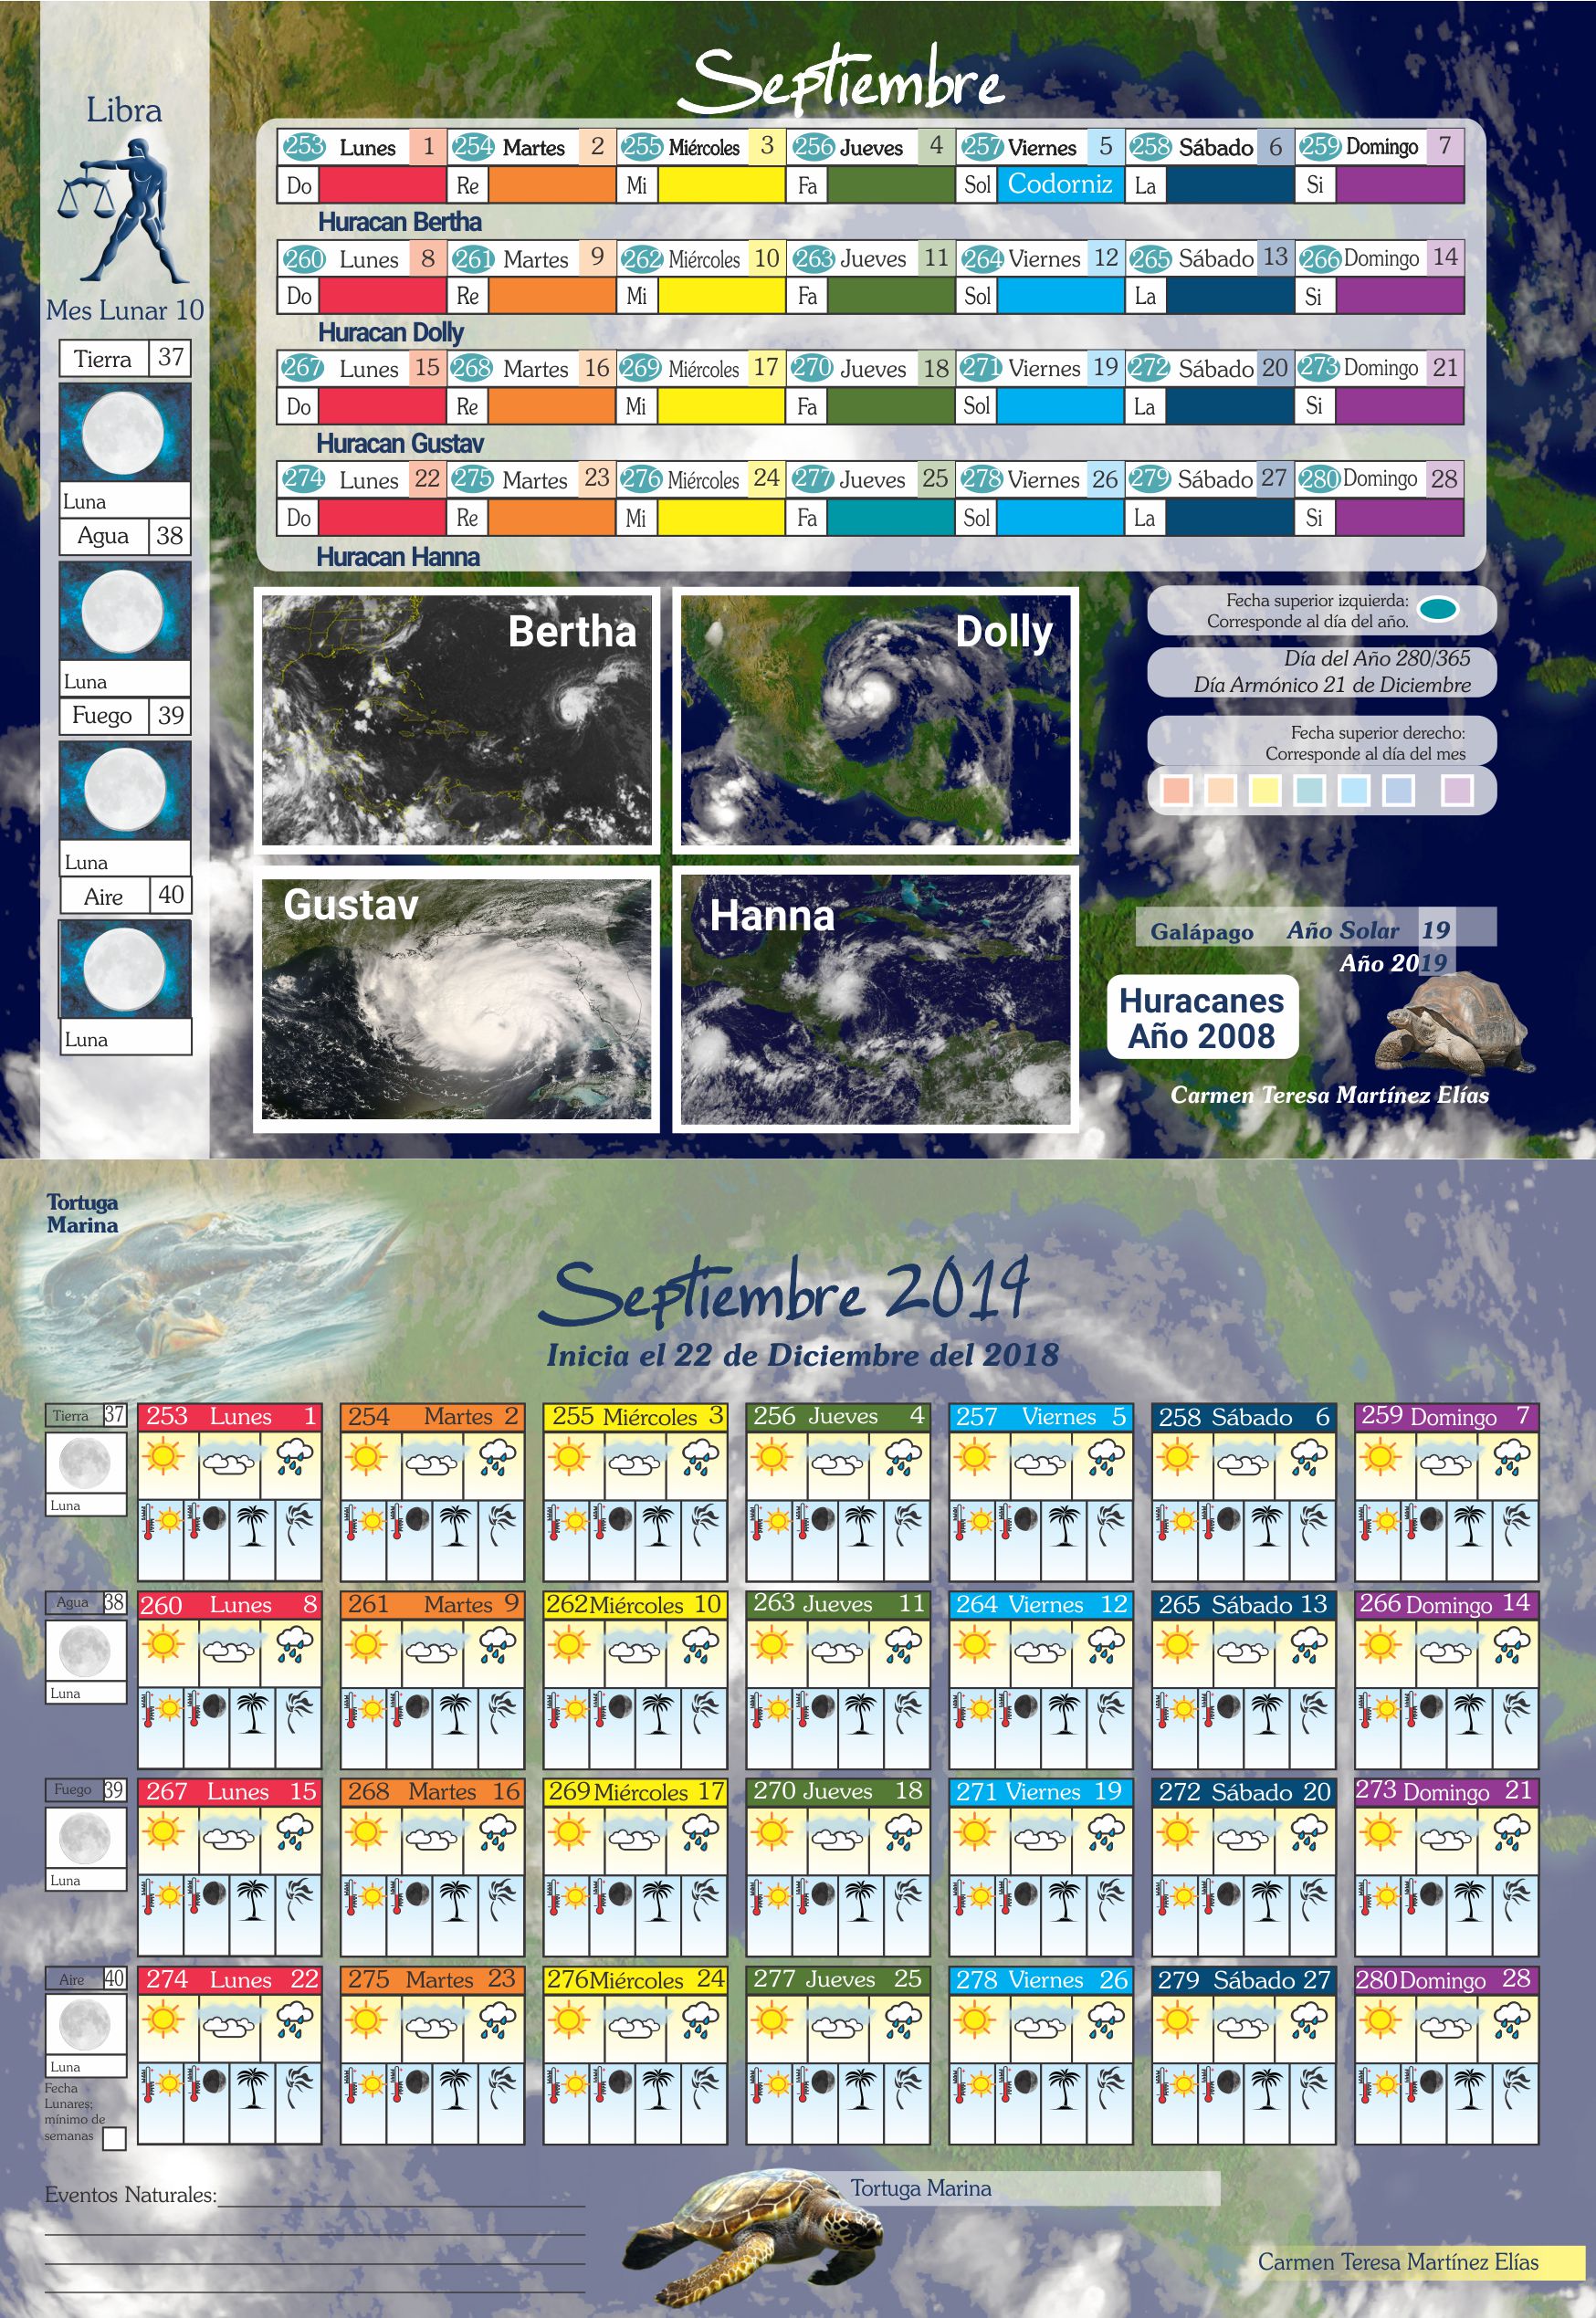 Septiembre
Libra
Mes Lunar 10
Tierra 37
Luna
Agua 38
Luna
Fuego 39
Luna
Aire 40
Luna
253 Lunes 1 254 Martes 2 255 Miércoles 3 256 Jueves 4 257 Viernes 5 258 Sábado 6 259 Domingo 7
Do Re Mi Fa Sol Codorniz La Si
Huracan Bertha
260 Lunes 8 261 Martes 9 262 Miércoles 10 263 Jueves 11 264 Viernes 12 265 Sábado 13 266 Domingo 14
Do Re Mi Fa Sol La Si
Huracan Dolly
267 Lunes 15 268 Martes 16 269 Miércoles 17 270 Jueves 18 271 Viernes 19 272 Sábado 20 273 Domingo 21
Do Re Mi Fa Sol La Si
Huracan Gustav
274 Lunes 22 275 Martes 23 276 Miércoles 24 277 Jueves 25 278 Viernes 26 279 Sábado 27 280 Domingo 28
Do Re Mi Fa Sol La Si
Huracan Hanna
Bertha
Dolly
Gustav
Hanna
Fecha superior izquierda:
Corresponde al día del año.
Día del Año 280/365
Día Armónico 21 de Diciembre
Fecha superior derecho:
Corresponde al día del mes
Galápago Año Solar 19
Año 2019
Huracanes
Año 2008
Carmen Teresa Martínez Elías
Tortuga
Marina
Septiembre 2019
Inicia el 22 de Diciembre del 2018
Tierra 37
Luna
253 Lunes 1 254 Martes 2 255 Miércoles 3 256 Jueves 4 257 Viernes 5 258 Sábado 6 259 Domingo 7
Agua 38
Luna
260 Lunes 8 261 Martes 9 262 Miércoles 10 263 Jueves 11 264 Viernes 12 265 Sábado 13 266 Domingo 14
Fuego 39
Luna
267 Lunes 15 268 Martes 16 269 Miércoles 17 270 Jueves 18 271 Viernes 19 272 Sábado 20 273 Domingo 21
Aire 40
Luna
274 Lunes 22 275 Martes 23 276 Miércoles 24 277 Jueves 25 278 Viernes 26 279 Sábado 27 280 Domingo 28
Fecha
Lunares;
mínimo de
semanas
Eventos Naturales:
Tortuga Marina
Carmen Teresa Martínez Elías